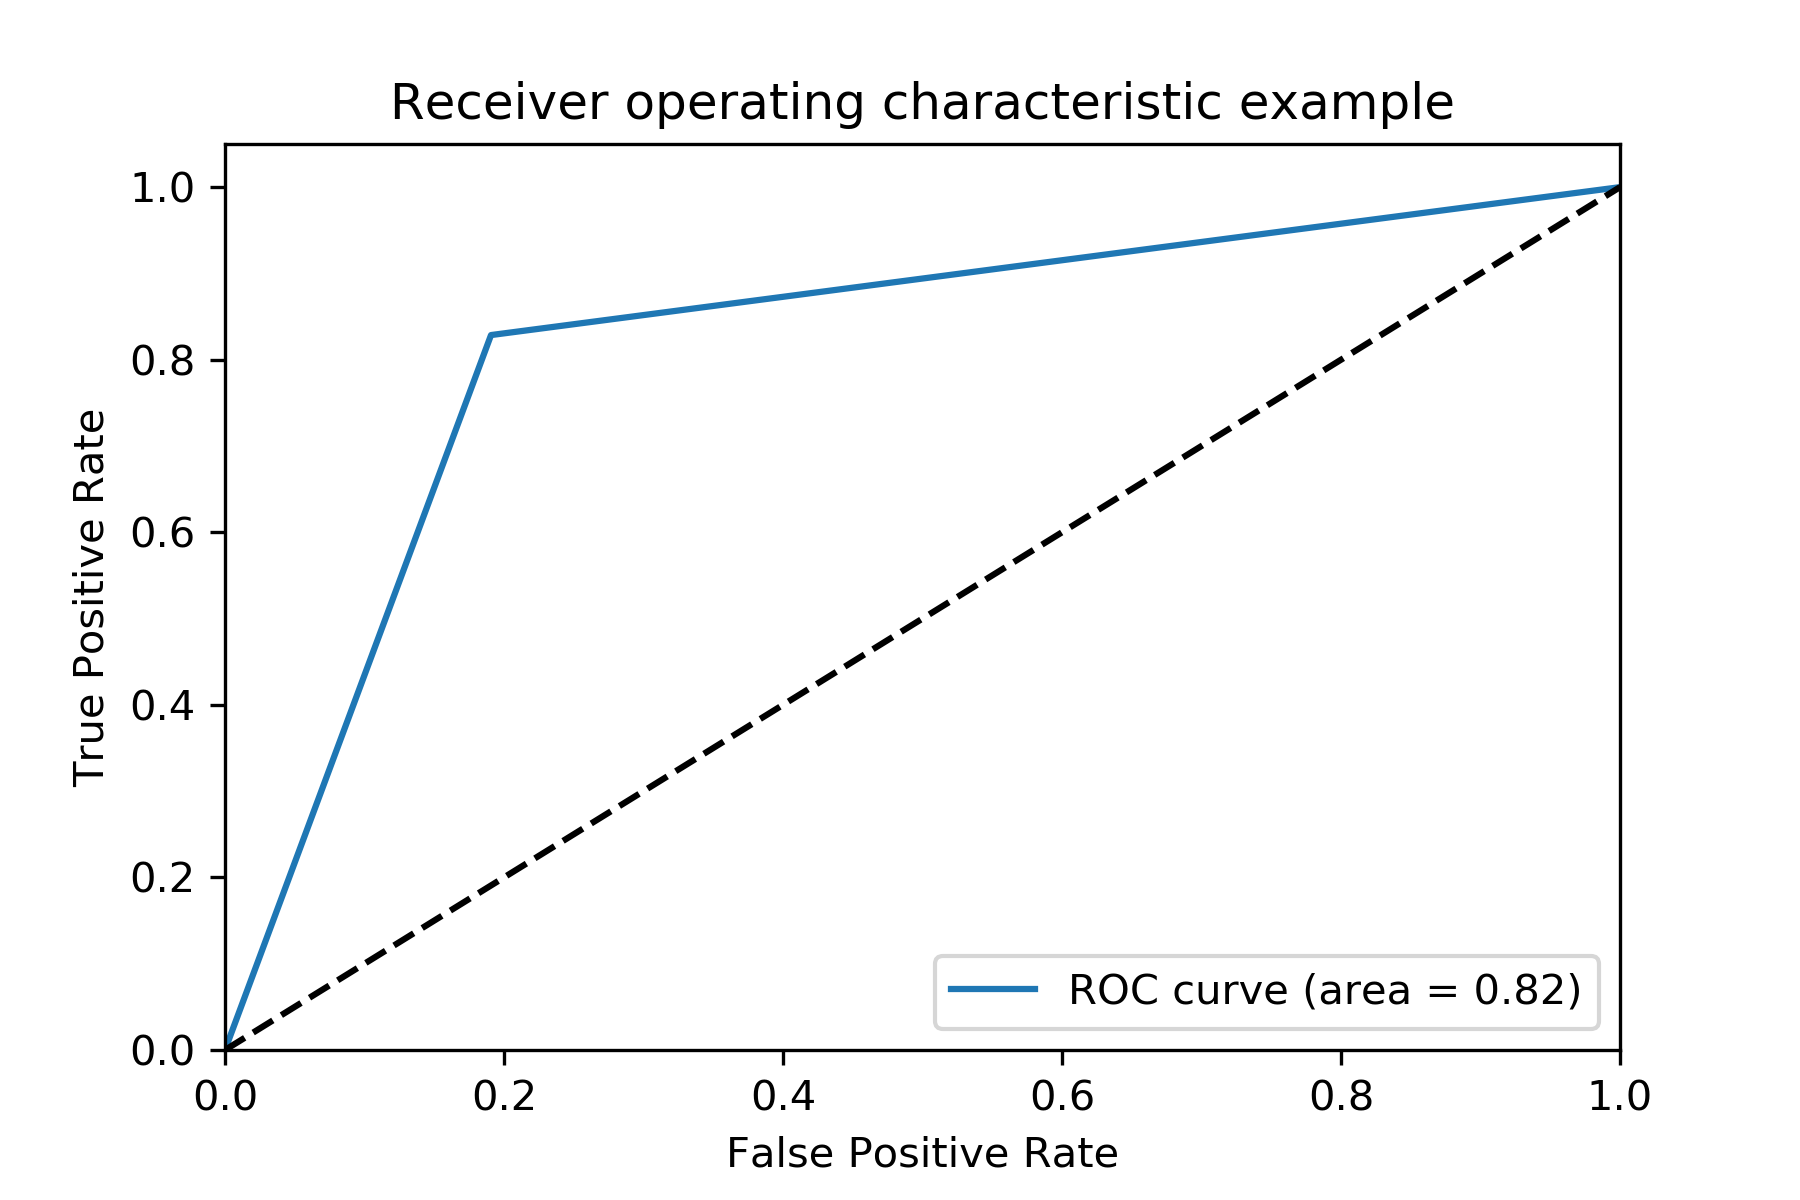 Receiver operating characteristic example
1.0
0.8
0.6
0.4
0.2
0.0
True Positive Rate
ROC curve (area = 0.82)
0.0 0.2 0.4 0.6 0.8 1.0
False Positive Rate